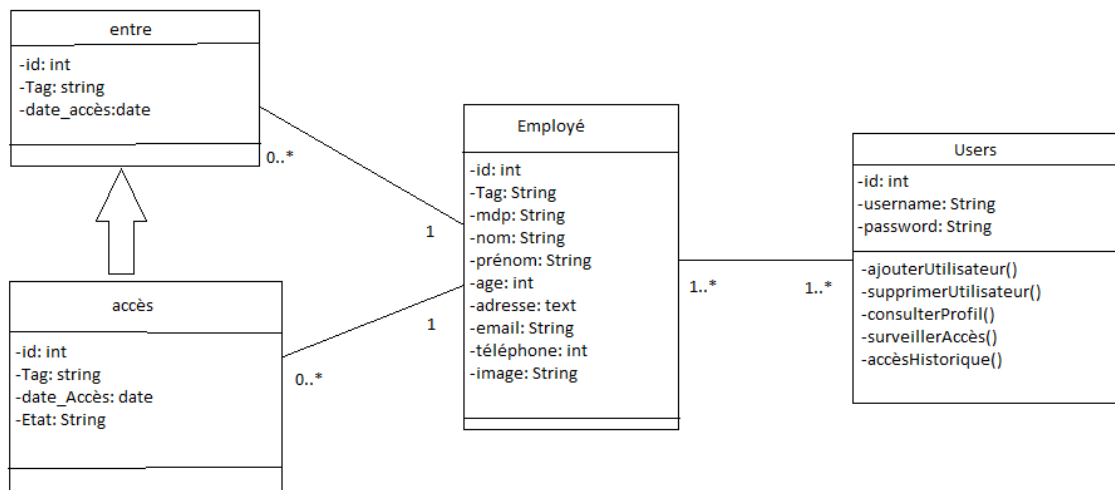 entre
-id: int
-Tag: string
-date_accès:date
0..*
1
accès
-id: int
-Tag: string
-date_Accès: date
-Etat: String
0..*
1
Employé
-id: int
-Tag: String
-mdp: String
-nom: String
-prénom: String
-age: int
-adresse: text
-email: String
-téléphone: int
-image: String
1..*
1..*
Users
-id: int
-username: String
-password: String
-ajouterUtilisateur()
-supprimerUtilisateur()
-consulterProfil()
-surveillerAccès()
-accèsHistorique()